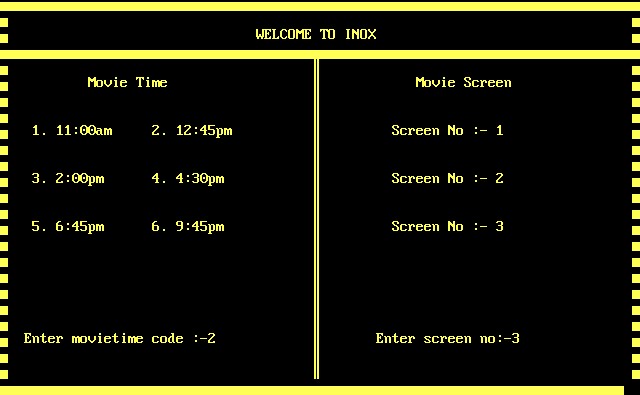 WELCOME TO INOX
Movie Time
1. 11:00am 2. 12:45pm
3. 2:00pm 4. 4:30pm
5. 6:45pm 6. 9:45pm
Enter movietime code :-2
Movie Screen
Screen No :- 1
Screen No :- 2
Screen No :- 3
Enter screen no:-3